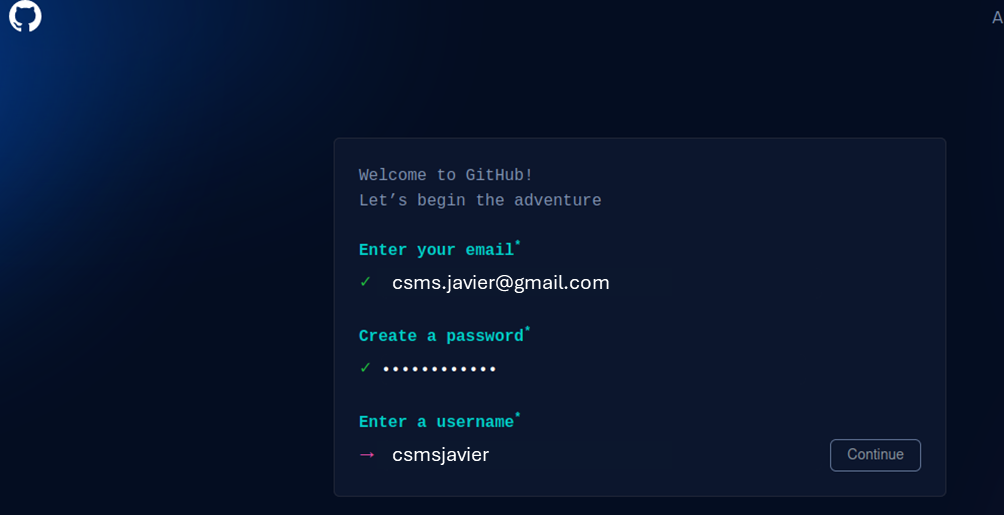 A
Welcome to GitHub!
Let’s begin the adventure
Enter your email*
✓ csms.javier@gmail.com
Create a password*
✓ ••••••••••••
Enter a username*
→ csmsjavier
Continue